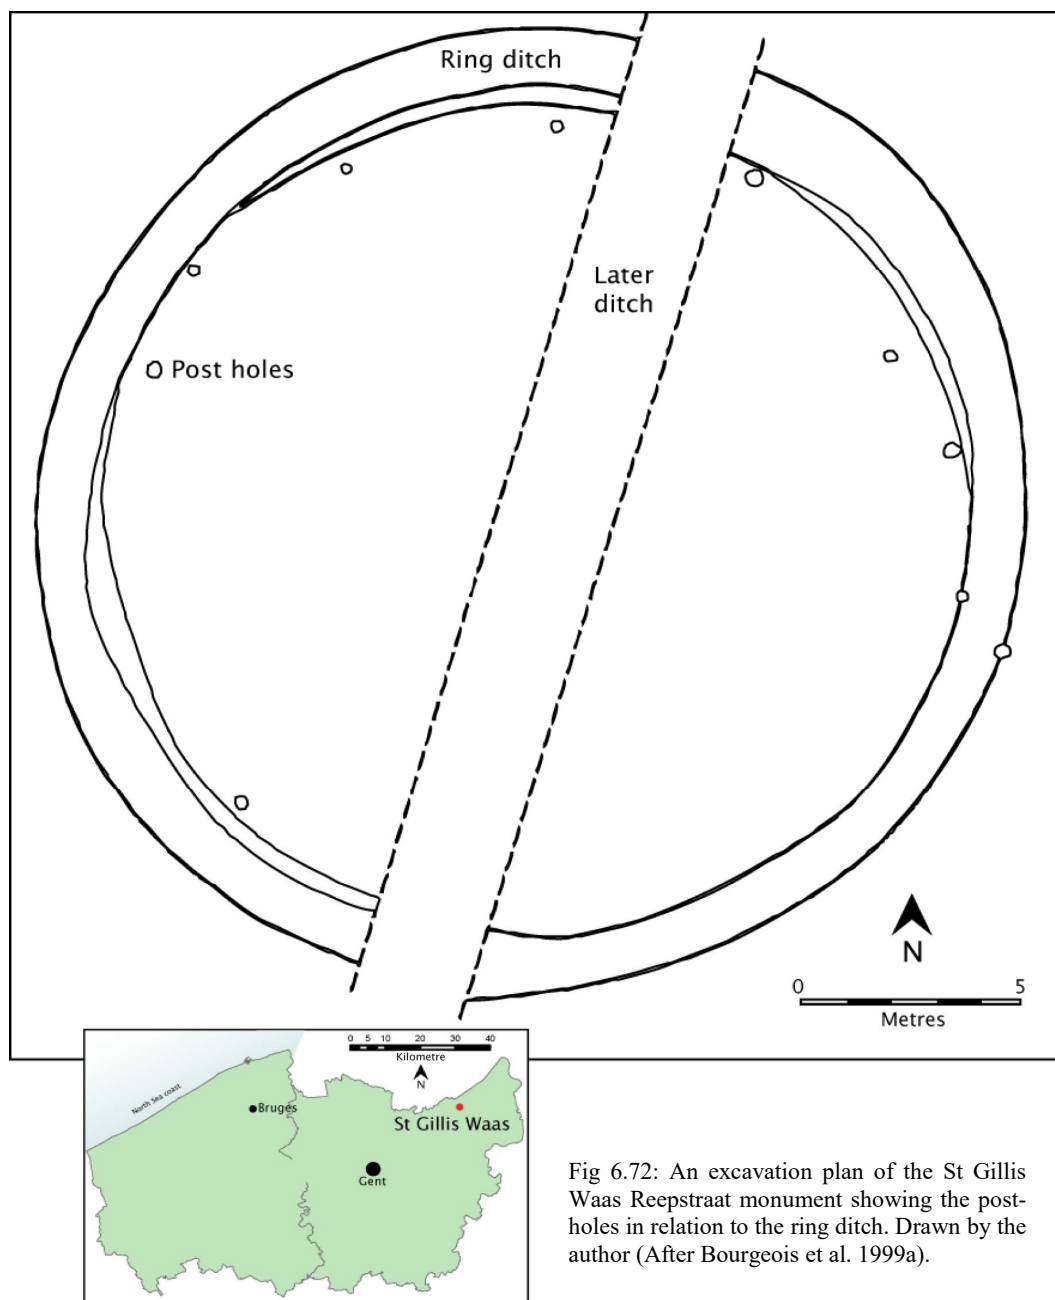 Ring ditch
Later
ditch
Post holes
N
0 5
Metres
0 5 10 20 30 40
Kilometre
N
North Sea coast
Bruges
St Gillis Waas
Gent
Fig 6.72: An excavation plan of the St Gillis
Waas Reepstraat monument showing the post-
holes in relation to the ring ditch. Drawn by the
author (After Bourgeois et al. 1999a).